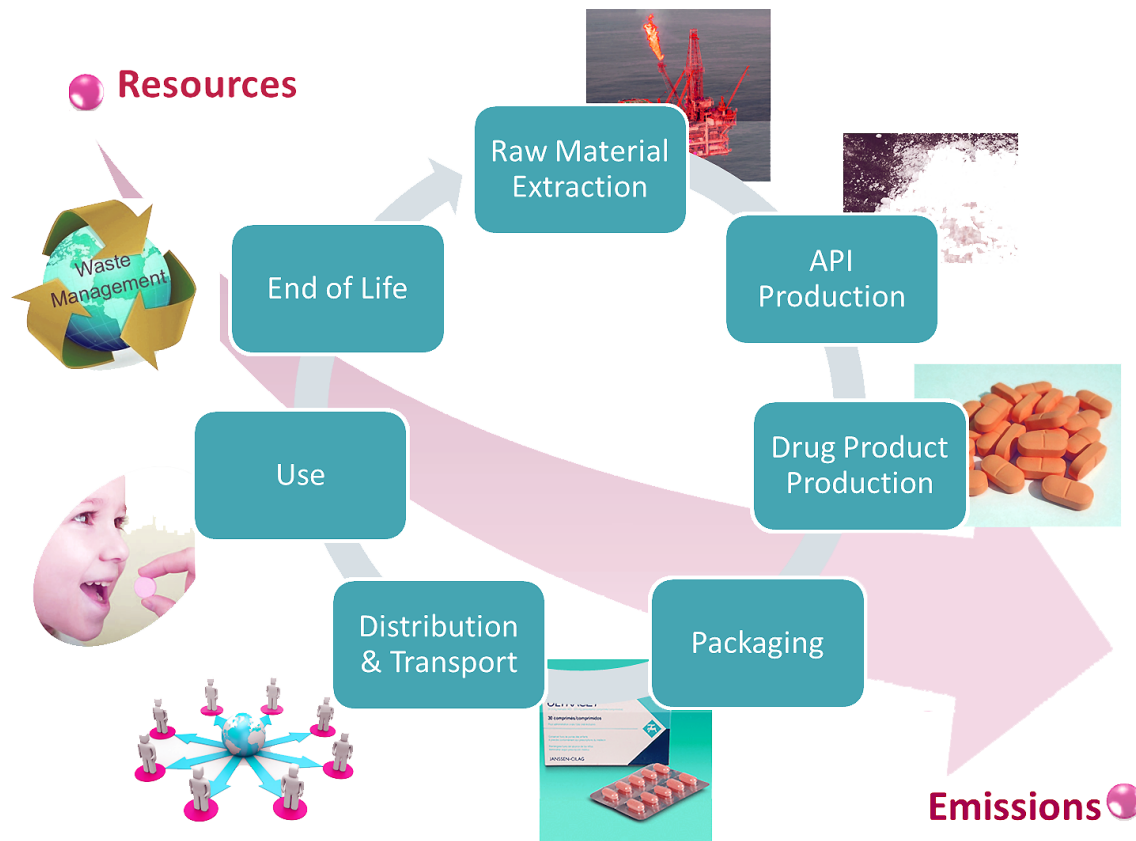 Resources
Raw Material
Extraction
API
Production
Drug Product
Production
Packaging
Distribution
& Transport
Use
End of Life
Waste
Management
30 comprimés/comprimidos
JANSSEN-CILAG
Emissions